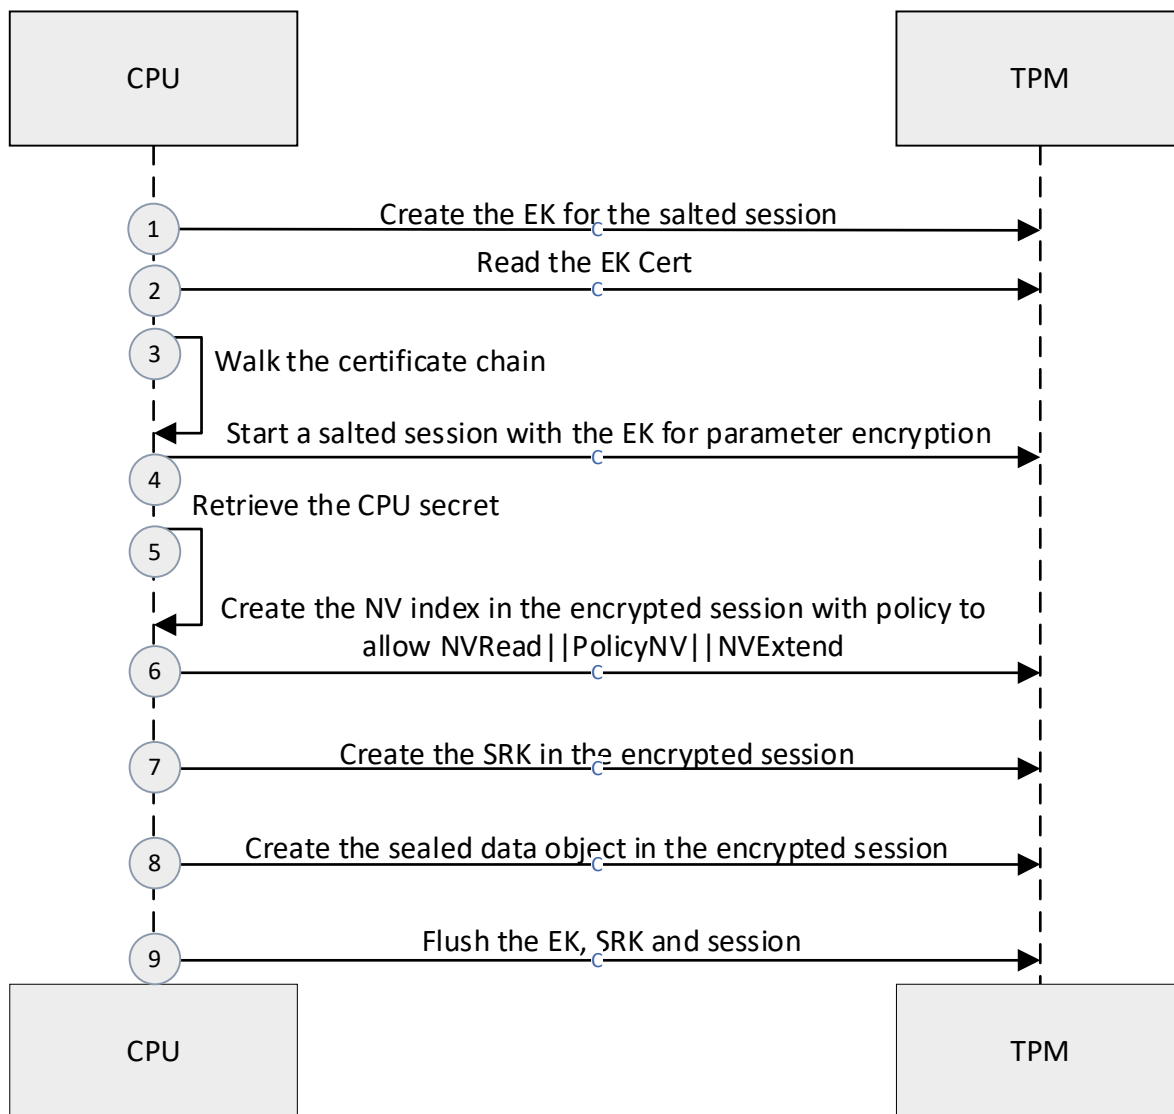 CPU
TPM
Create the EK for the salted session
1
C
Read the EK Cert
2
C
3
Walk the certificate chain
Start a salted session with the EK for parameter encryption
4
C
Retrieve the CPU secret
5
Create the NV index in the encrypted session with policy to
allow NVRead||PolicyNV||NVExtend
6
C
Create the SRK in the encrypted session
7
C
Create the sealed data object in the encrypted session
8
C
Flush the EK, SRK and session
9
C
CPU
TPM